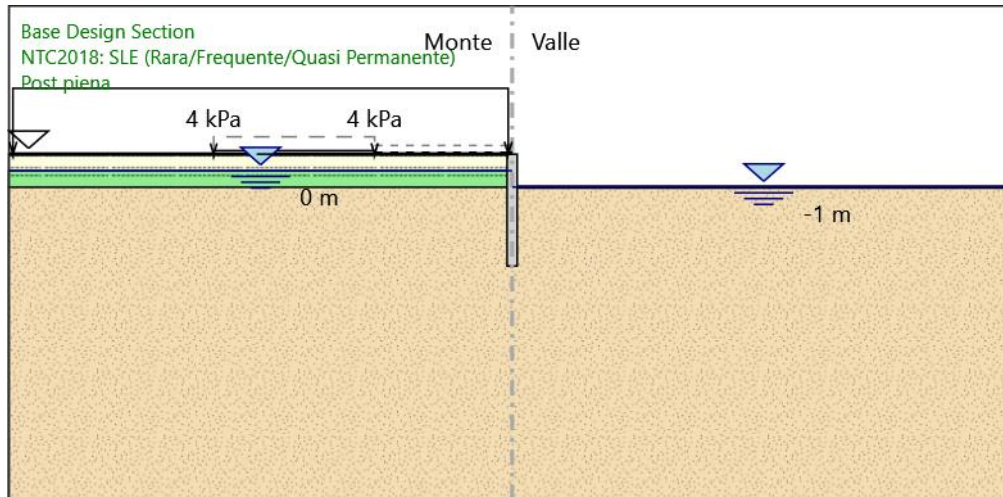 Base Design Section
NTC2018: SLE (Rara/Frequente/Quasi Permanente)
Post piena
Monte
Valle
4 kPa
4 kPa
0 m
-1 m